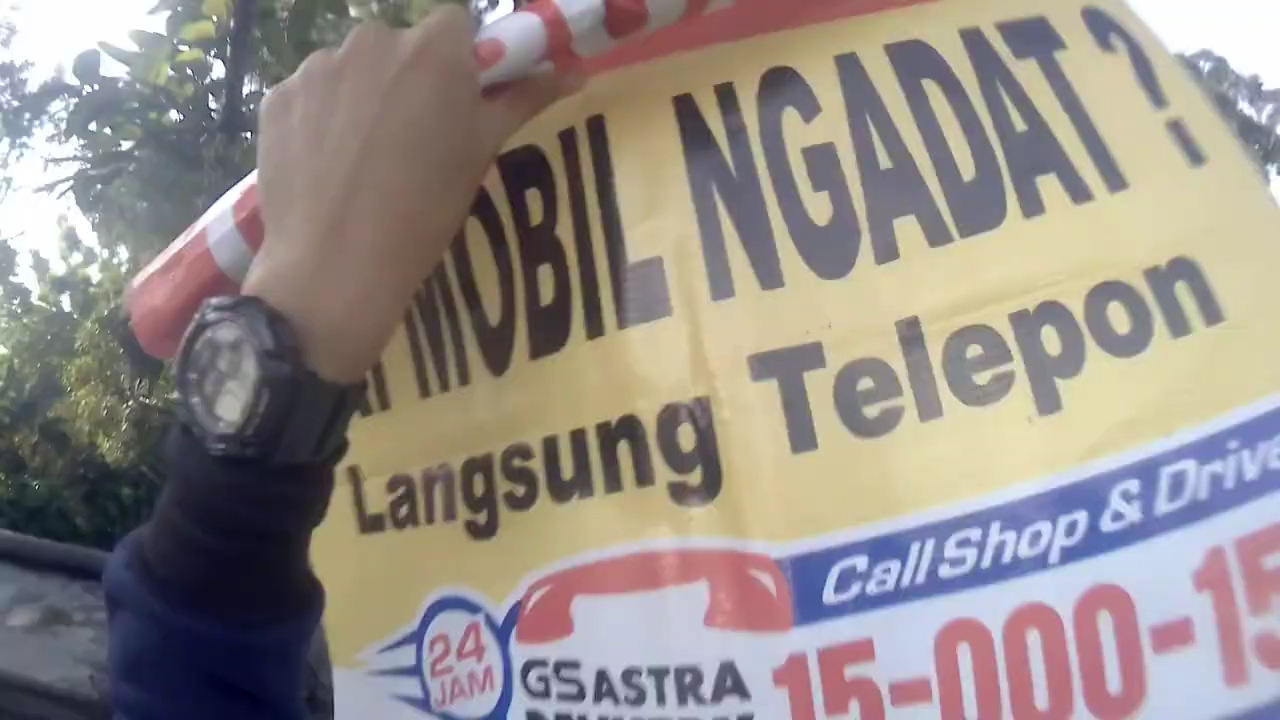 MOBIL NGADAT ?
Langsung Telepon
Call Shop & Drive
24
JAM
GS ASTRA
15-000-15